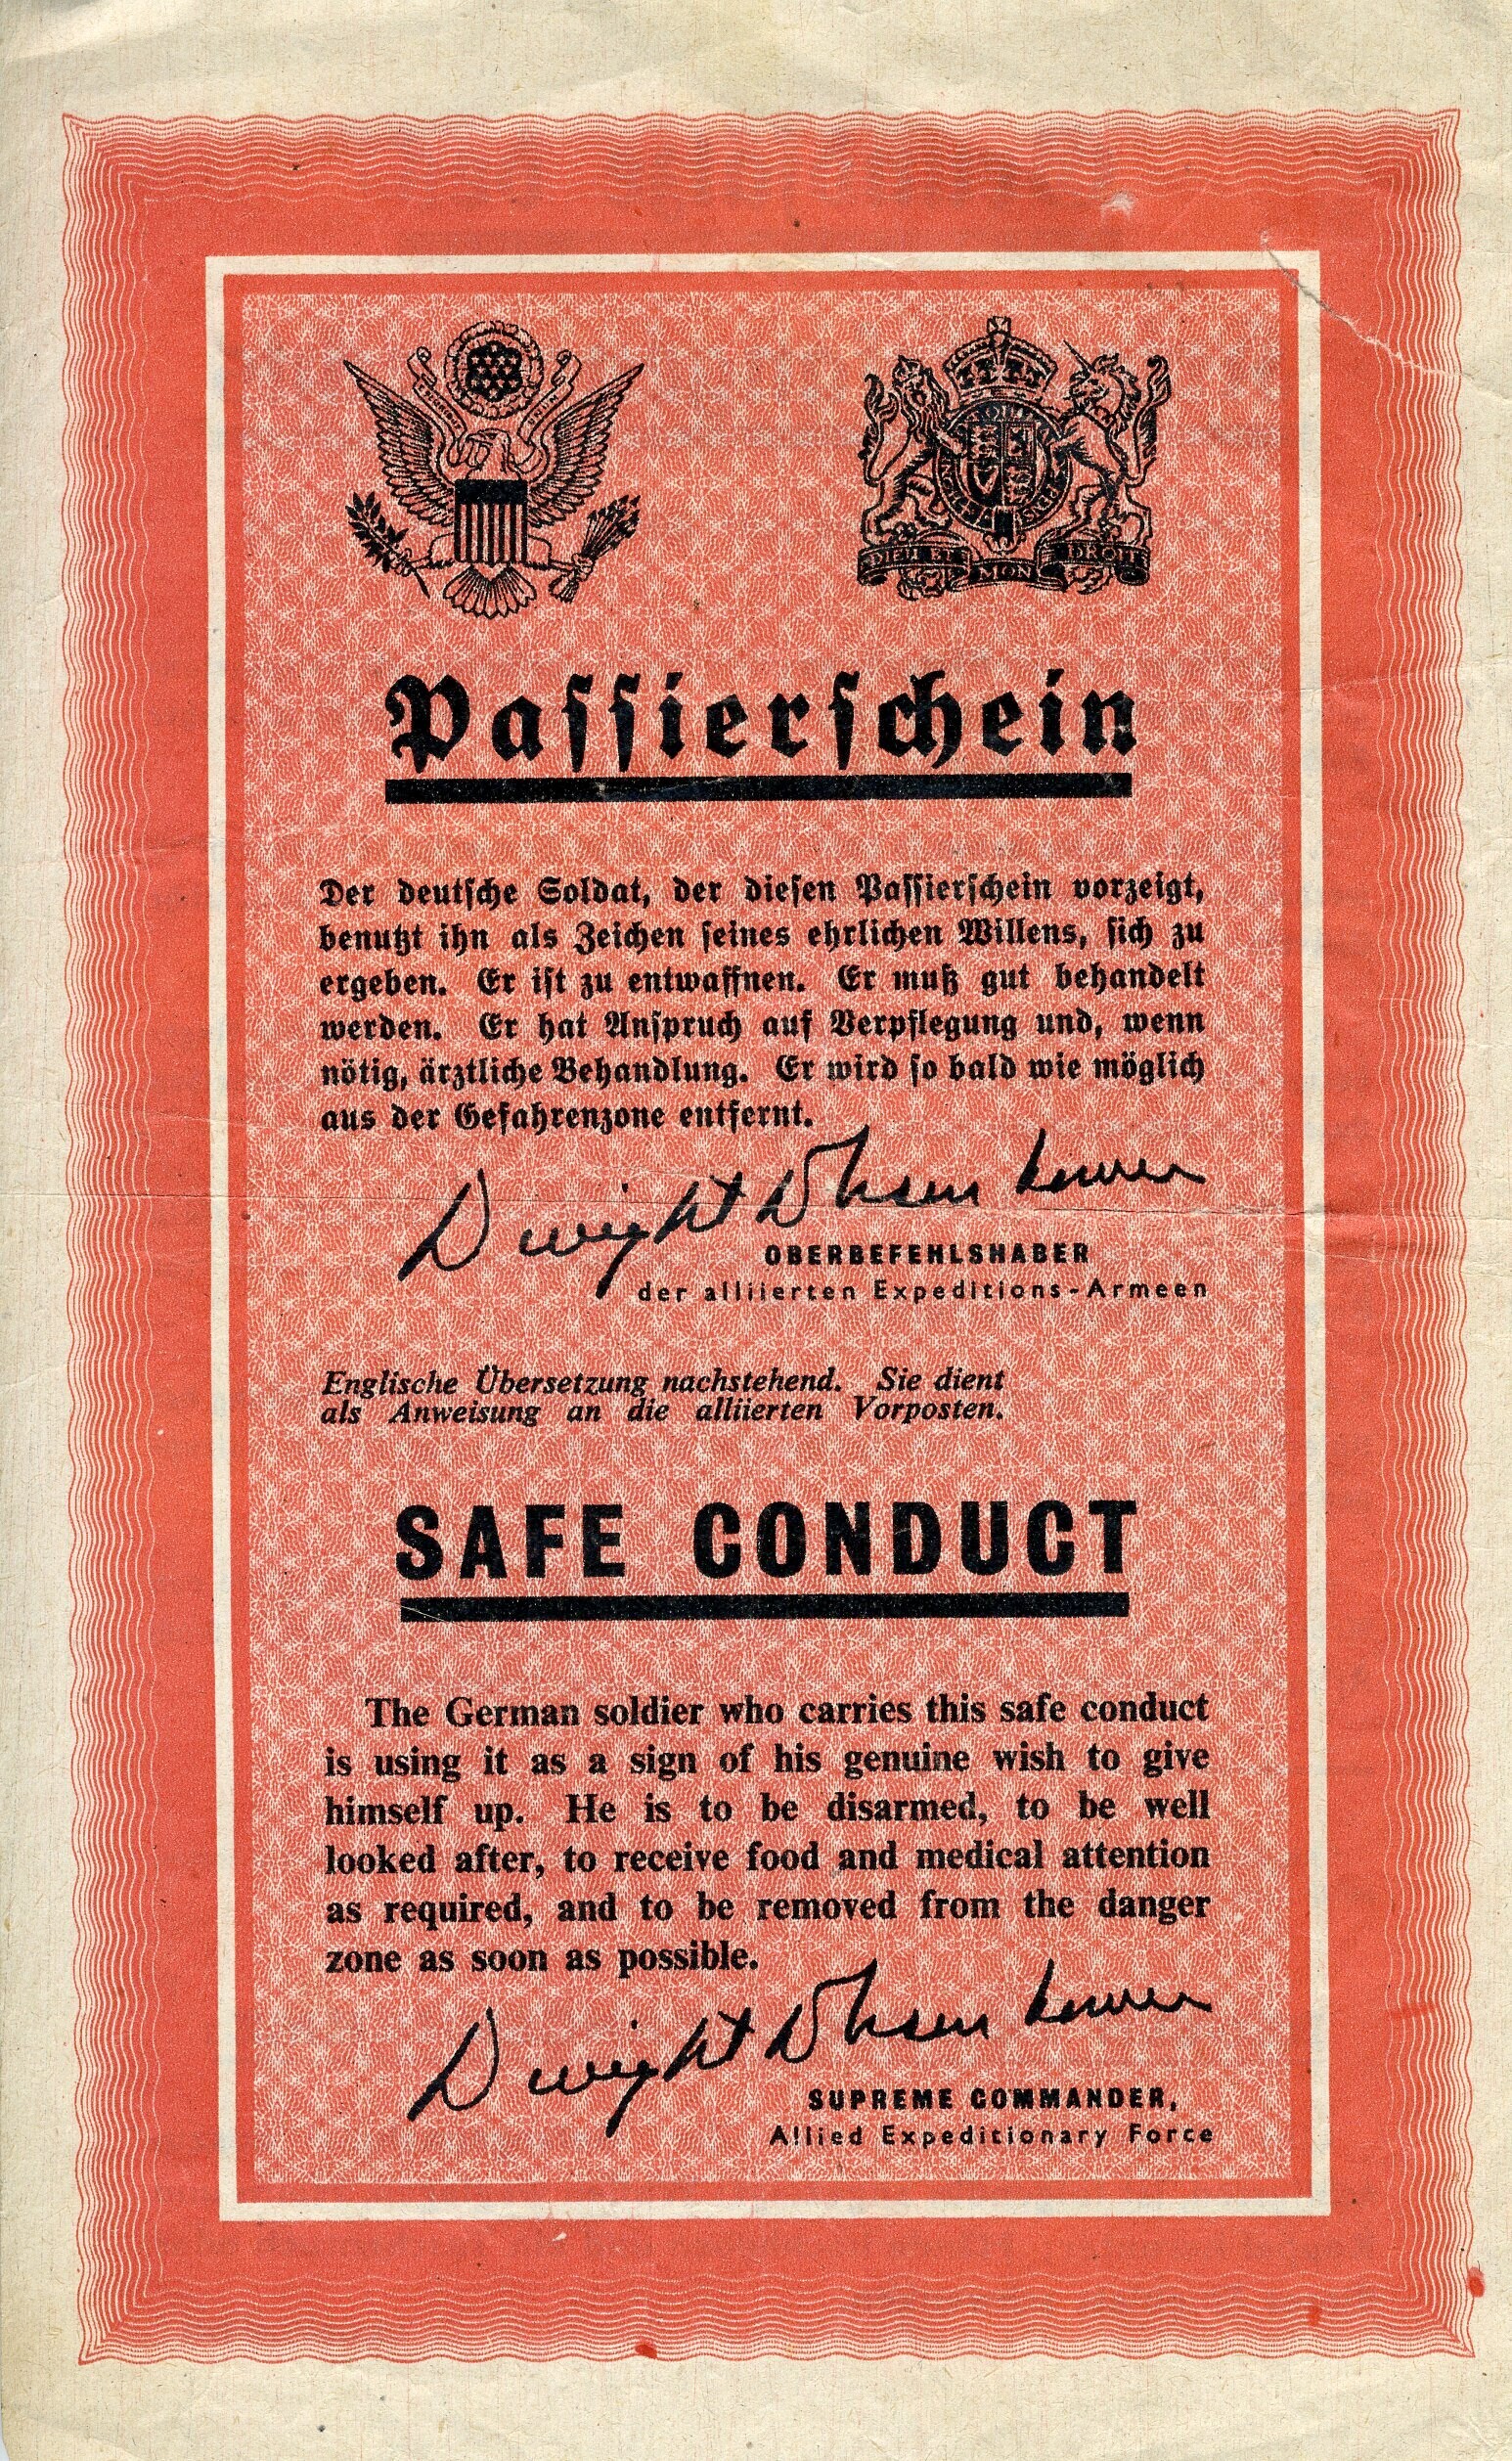 E PLURIBUS UNUM
DIEU ET MON DROIT
Paſſierſchein
Der deutſche Soldat, der dieſen Paſſierſchein vorzeigt,
benutzt ihn als Zeichen ſeines ehrlichen Willens, ſich zu
ergeben. Er iſt zu entwaffnen. Er muß gut behandelt
werden. Er hat Anſpruch auf Verpflegung und, wenn
nötig, ärztliche Behandlung. Er wird ſo bald wie möglich
aus der Gefahrenzone entfernt.
Dwight D Eisenhower
OBERBEFEHLSHABER
der alliierten Expeditions-Armeen
Englische Übersetzung nachstehend. Sie dient
als Anweisung an die alliierten Vorposten.
SAFE CONDUCT
The German soldier who carries this safe conduct
is using it as a sign of his genuine wish to give
himself up. He is to be disarmed, to be well
looked after, to receive food and medical attention
as required, and to be removed from the danger
zone as soon as possible.
Dwight D Eisenhower
SUPREME COMMANDER,
Allied Expeditionary Force